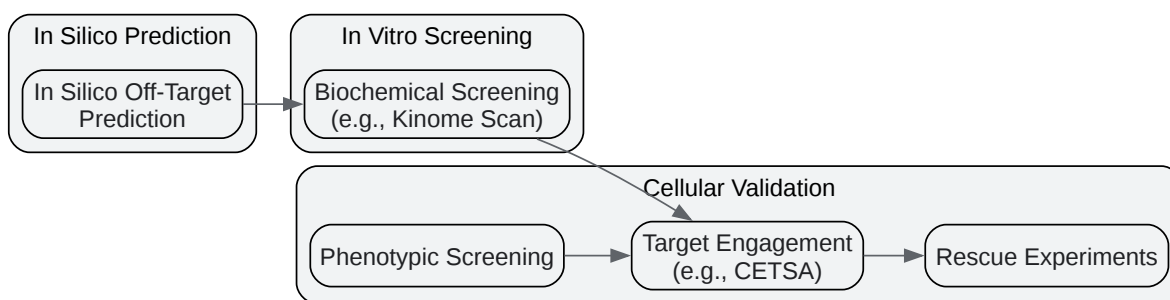 In Silico Prediction
In Silico Off-Target
Prediction
In Vitro Screening
Biochemical Screening
(e.g., Kinome Scan)
Cellular Validation
Phenotypic Screening
Target Engagement
(e.g., CETSA)
Rescue Experiments